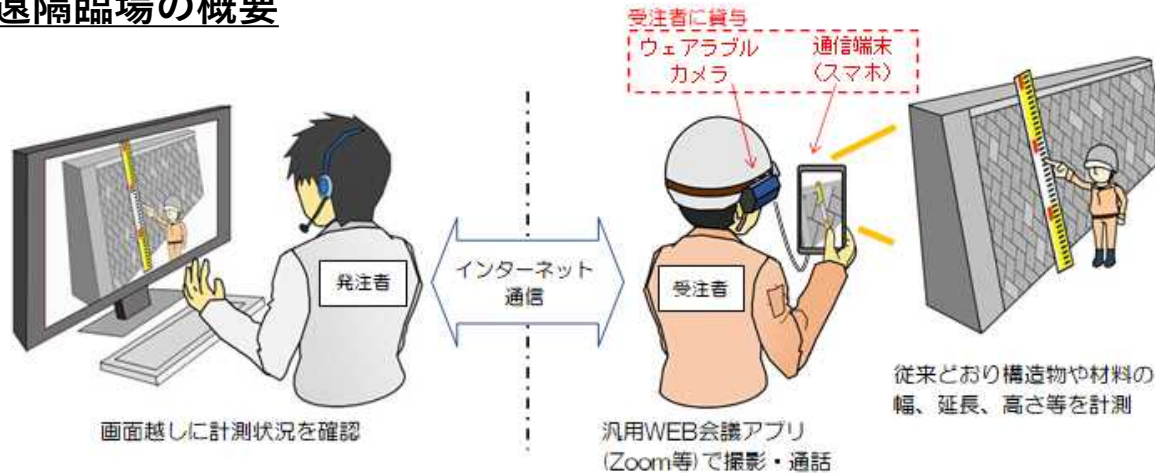 遠隔臨場の概要
受注者に貸与
ウェアラブル
カメラ
通信端末
(スマホ)
発注者
インターネット
通信
受注者
画面越しに計測状況を確認
汎用WEB会議アプリ
(Zoom等)で撮影・通話
従来どおり構造物や材料の
幅、延長、高さ等を計測